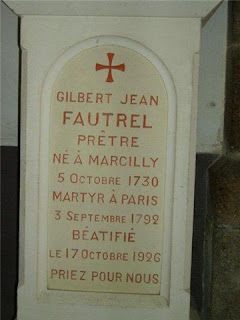 GILBERT JEAN
FAUTREL
PRÊTRE
NÉ À MARCILLY
5 OCTOBRE 1730
MARTYR À PARIS
3 SEPTEMBRE 1792
BÉATIFIÉ
LE 17 OCTOBRE 1926
PRIEZ POUR NOUS